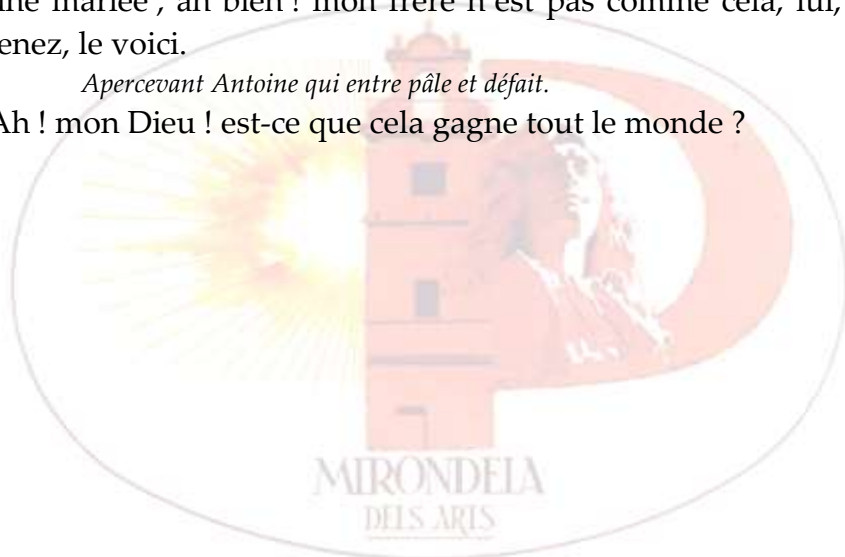 une mariée ; ah bien ! mon frère n'est pas comme cela, lui,
tenez, le voici.
Apercevant Antoine qui entre pâle et défait.
Ah ! mon Dieu ! est-ce que cela gagne tout le monde ?
MIRONDELA
DELS ARTS